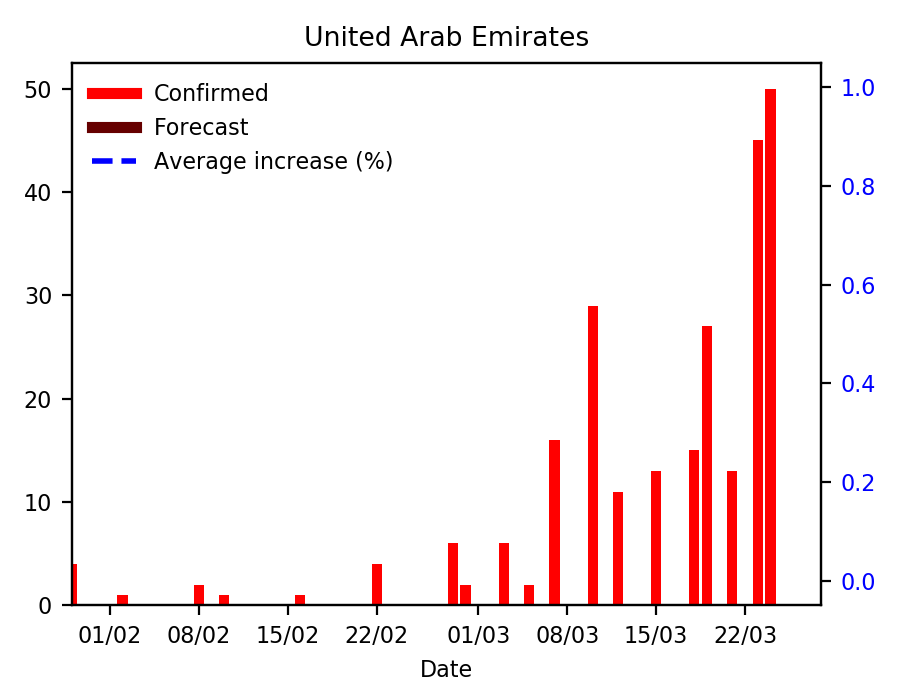 United Arab Emirates
Confirmed
Forecast
Average increase (%)
50
40
30
20
10
0
1.0
0.8
0.6
0.4
0.2
0.0
01/02 08/02 15/02 22/02 01/03 08/03 15/03 22/03
Date